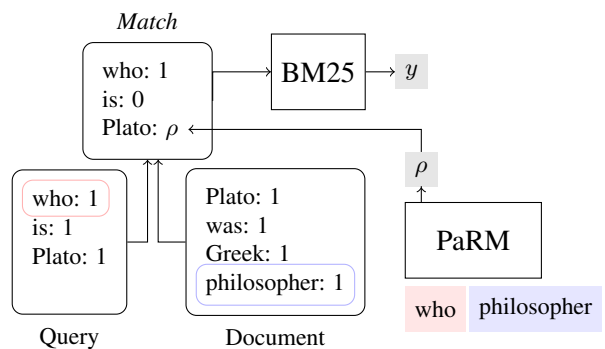 Match
who: 1
is: 0
Plato: ρ
BM25
y
who: 1
is: 1
Plato: 1
Query
Plato: 1
was: 1
Greek: 1
philosopher: 1
Document
ρ
PaRM
who philosopher